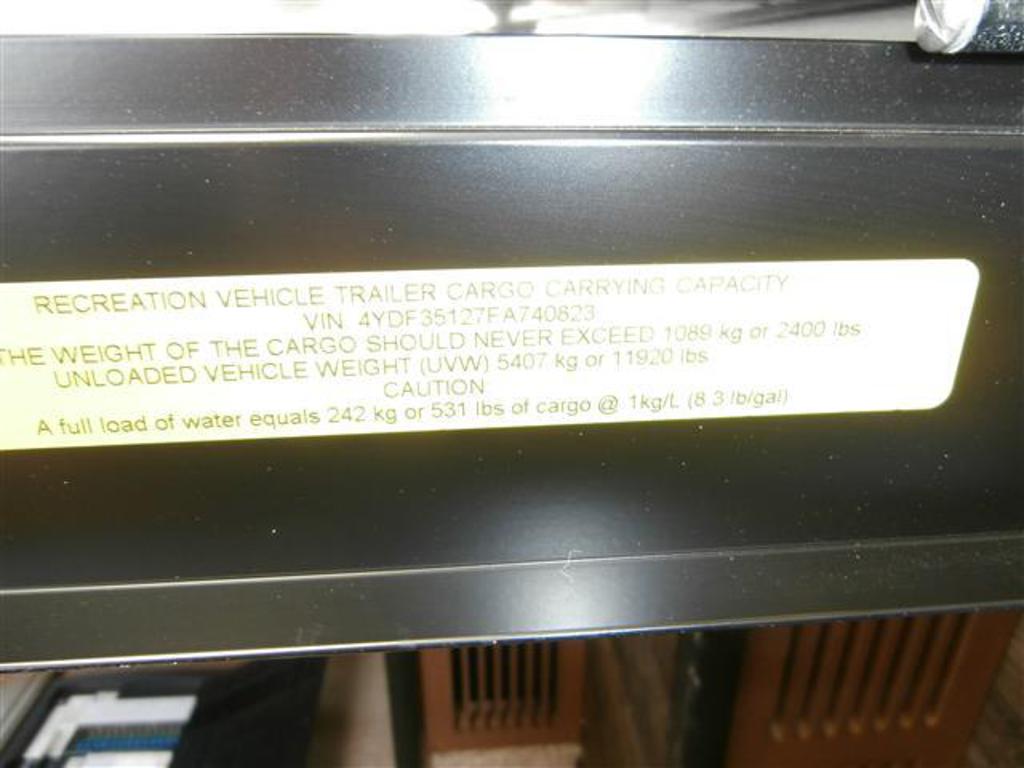 RECREATION VEHICLE TRAILER CARGO CARRYING CAPACITY
VIN 4YDF35127FA740823
THE WEIGHT OF THE CARGO SHOULD NEVER EXCEED 1089 kg or 2400 lbs
UNLOADED VEHICLE WEIGHT (UVW) 5407 kg or 11920 lbs
CAUTION
A full load of water equals 242 kg or 531 lbs of cargo @ 1kg/L (8.3 lb/gal)